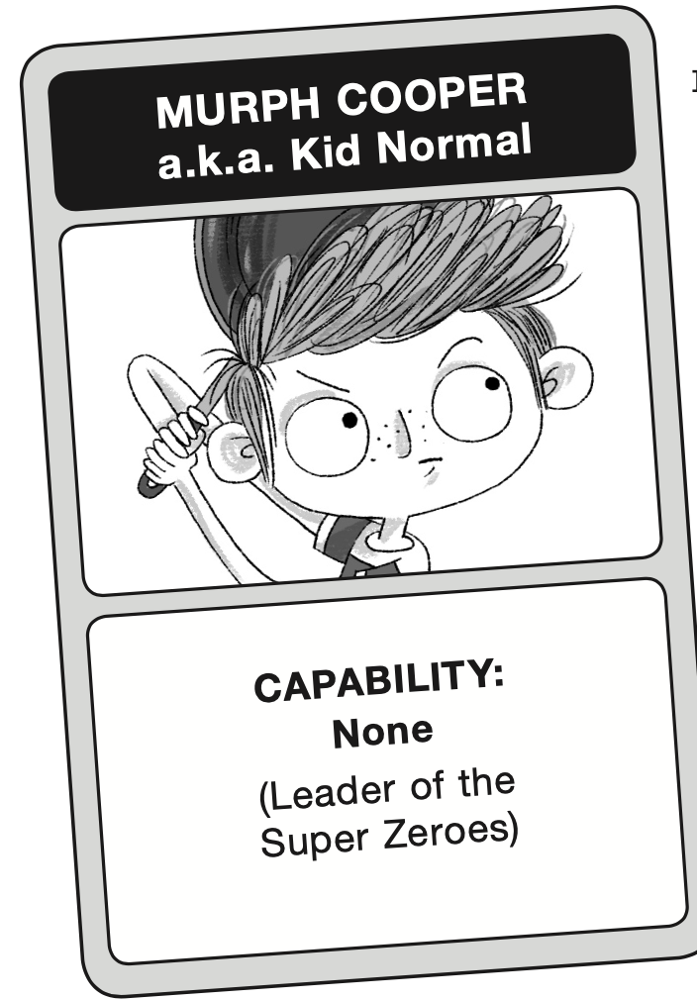 MURPH COOPER
a.k.a. Kid Normal
CAPABILITY:
None
(Leader of the
Super Zeroes)